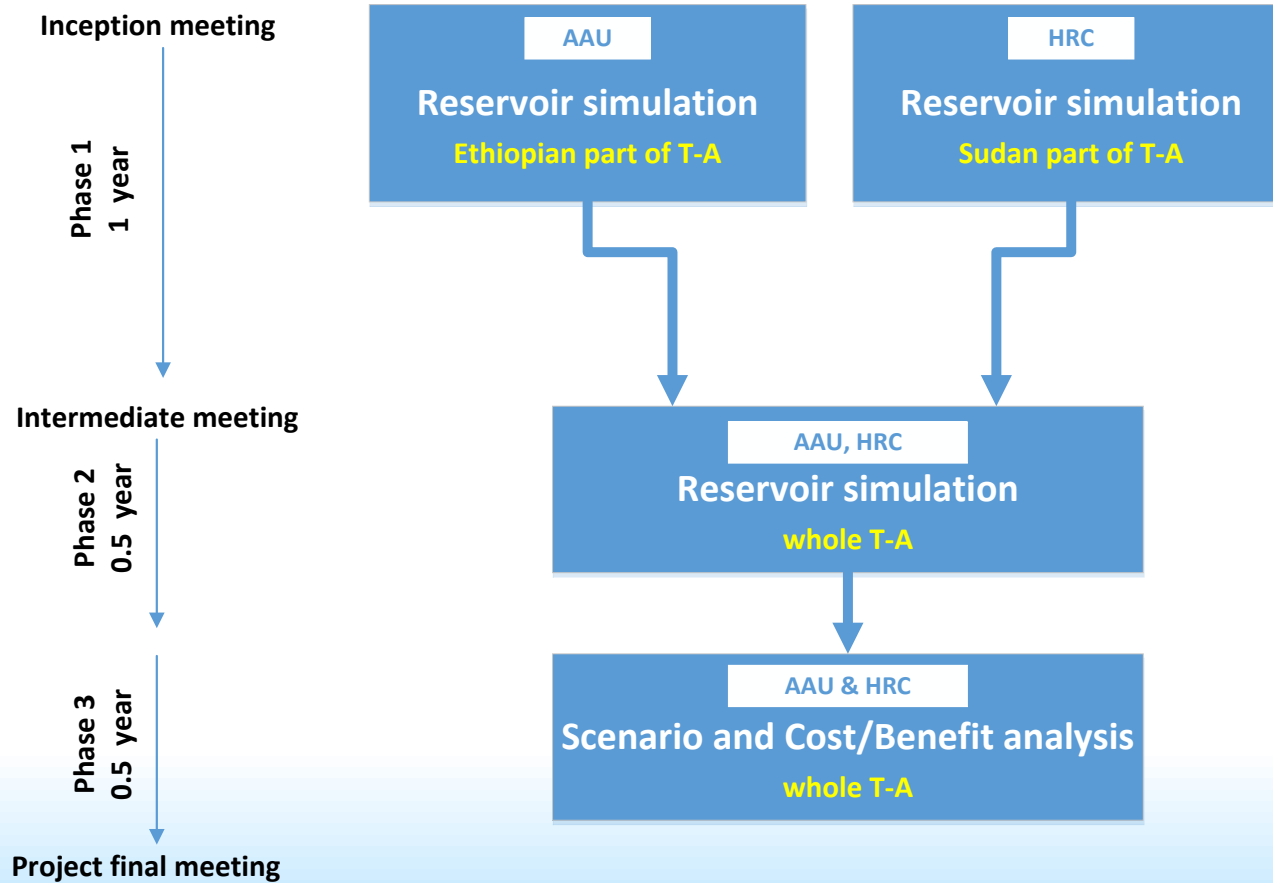 Inception meeting
Phase 1
1 year
Intermediate meeting
Phase 2
0.5 year
Phase 3
0.5 year
Project final meeting
AAU
Reservoir simulation
Ethiopian part of T-A
HRC
Reservoir simulation
Sudan part of T-A
AAU, HRC
Reservoir simulation
whole T-A
AAU & HRC
Scenario and Cost/Benefit analysis
whole T-A